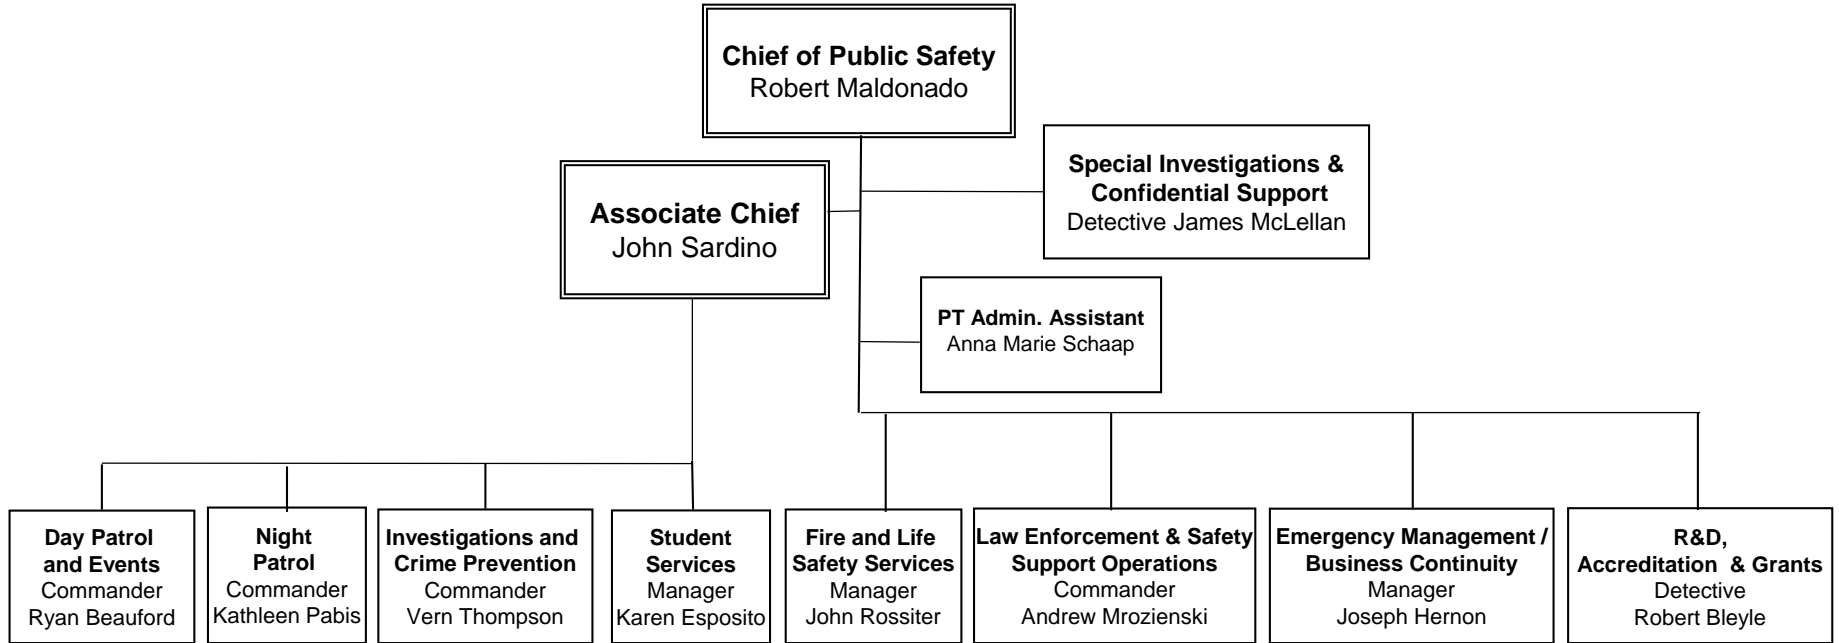 Chief of Public Safety
Robert Maldonado
Special Investigations &
Confidential Support
Detective James McLellan
Associate Chief
John Sardino
PT Admin. Assistant
Anna Marie Schaap
Day Patrol
and Events
Commander
Ryan Beauford
Night
Patrol
Commander
Kathleen Pabis
Investigations and
Crime Prevention
Commander
Vern Thompson
Student
Services
Manager
Karen Esposito
Fire and Life
Safety Services
Manager
John Rossiter
Law Enforcement & Safety
Support Operations
Commander
Andrew Mrozienski
Emergency Management /
Business Continuity
Manager
Joseph Hernon
R&D,
Accreditation & Grants
Detective
Robert Bleyle